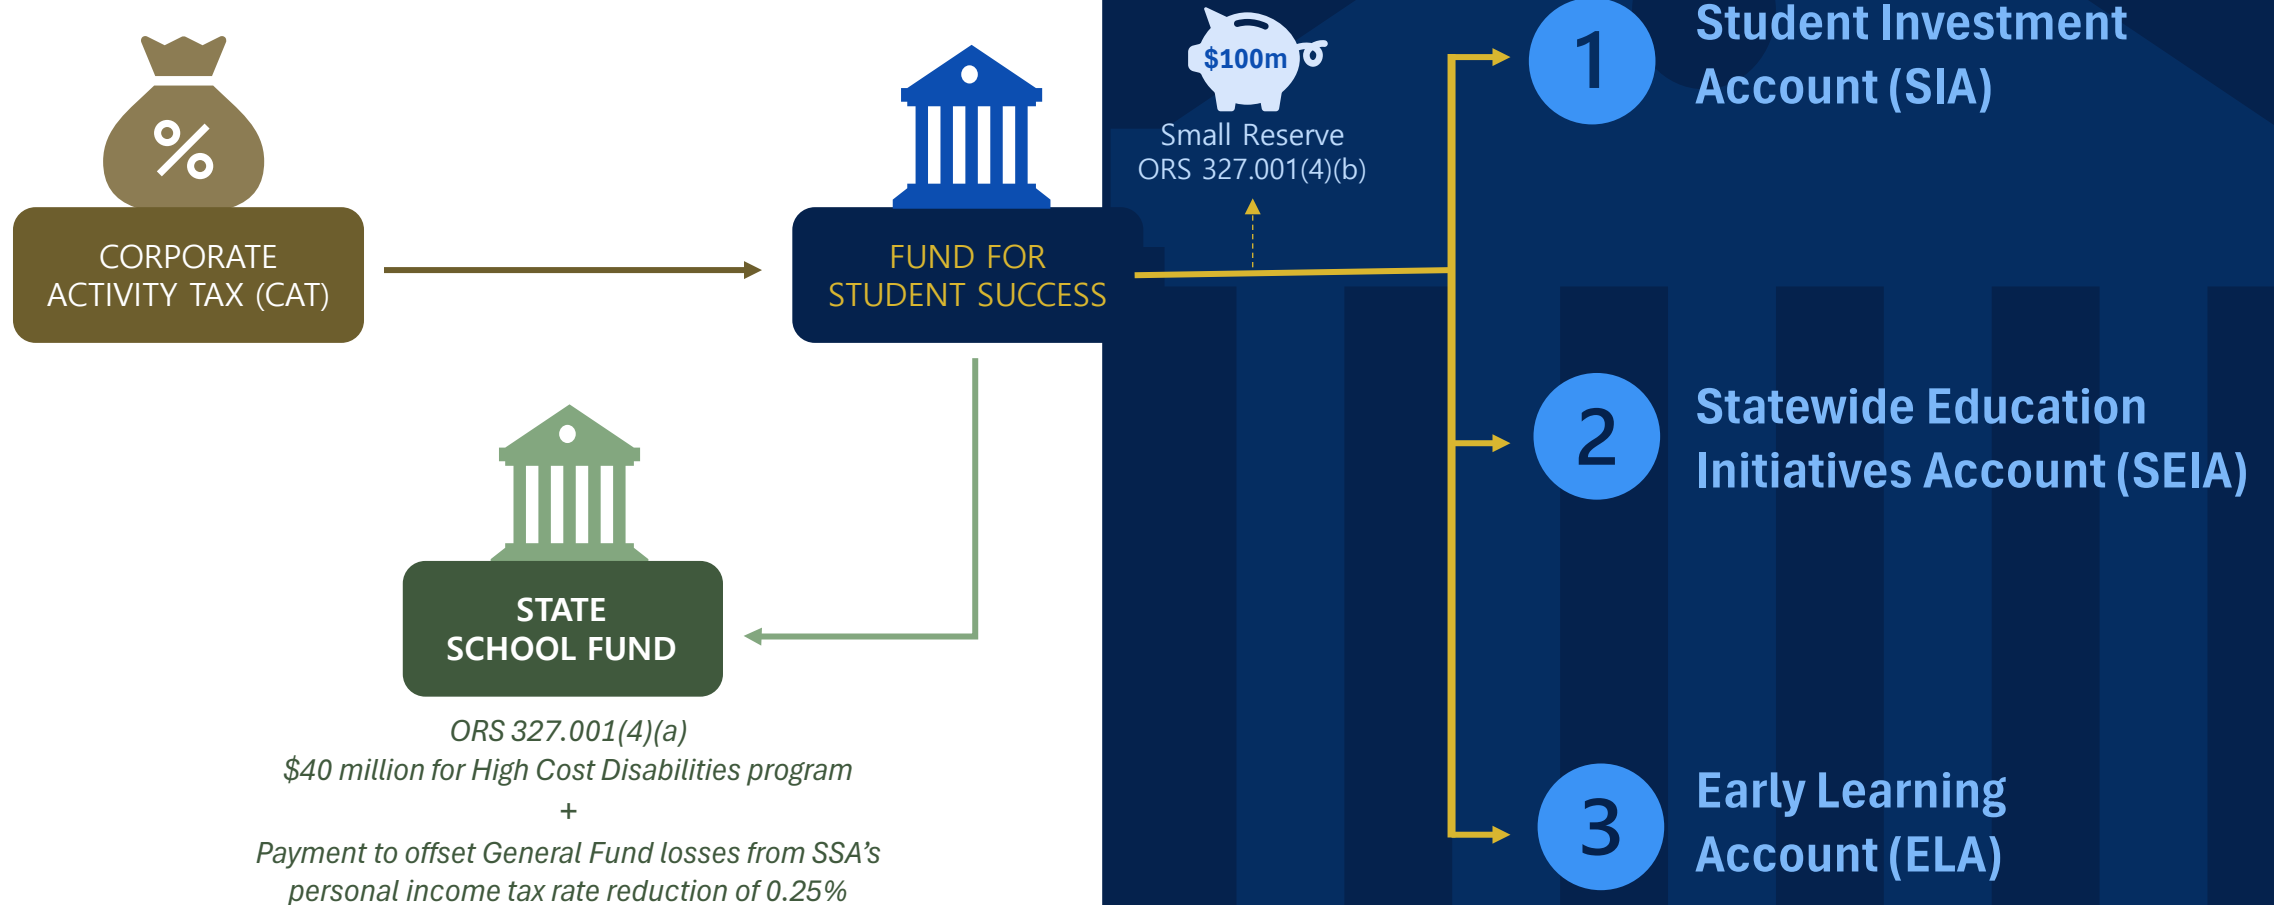 %
CORPORATE
ACTIVITY TAX (CAT)
FUND FOR
STUDENT SUCCESS
$100m
Small Reserve
ORS 327.001(4)(b)
STATE
SCHOOL FUND
ORS 327.001(4)(a)
$40 million for High Cost Disabilities program
+
Payment to offset General Fund losses from SSA's
personal income tax rate reduction of 0.25%
1
Student Investment
Account (SIA)
2
Statewide Education
Initiatives Account (SEIA)
3
Early Learning
Account (ELA)